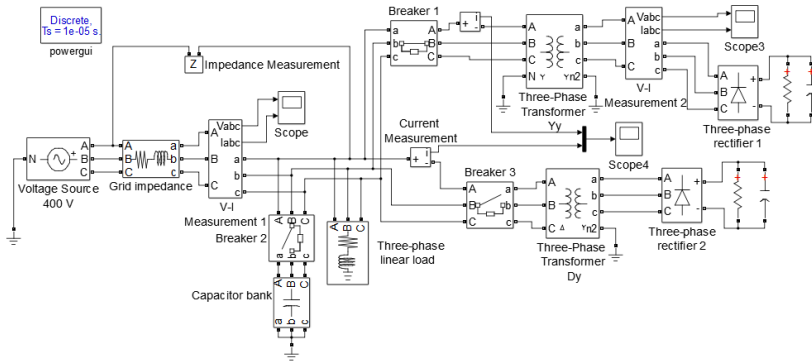 Discrete,
Ts = 1e-05 s.
powergui
Z
Impedance Measurement
N
A
B
C
Voltage Source
400 V
A
B
C
a
b
c
Grid impedance
A
B
C
Vabc
Iabc
a
b
c
V-I
Measurement 1
Scope
Breaker 2
A
B
C
a
b
c
Capacitor bank
A
B
C
a
b
c
A
B
C
Three-phase
linear load
Breaker 1
a
b
c
A
B
C
+
-
i
Current
Measurement
+
-
i
A
B
C
N
Y
a
b
c
Yn2
Three-Phase
Transformer
Yy
A
B
C
Vabc
Iabc
a
b
c
V-I
Measurement 2
Scope3
A
B
C
+
-
Three-phase
rectifier 1
+
+
Scope4
Breaker 3
A
B
C
a
b
c
A
B
C
Δ
a
b
c
Yn2
Three-Phase
Transformer
Dy
A
B
C
+
-
Three-phase
rectifier 2
+
+